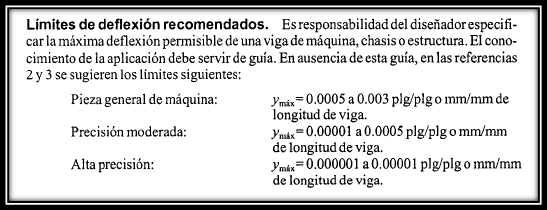 Límites de deflexión recomendados. Es responsabilidad del diseñador especifi-
car la máxima deflexión permisible de una viga de máquina, chasis o estructura. El cono-
cimiento de la aplicación debe servir de guía. En ausencia de esta guía, en las referencias
2 y 3 se sugieren los límites siguientes:
Pieza general de máquina: ymáx = 0.0005 a 0.003 plg/plg o mm/mm de
longitud de viga.
Precisión moderada: ymáx = 0.00001 a 0.0005 plg/plg o mm/mm
de longitud de viga.
Alta precisión: ymáx = 0.000001 a 0.00001 plg/plg o mm/mm
de longitud de viga.